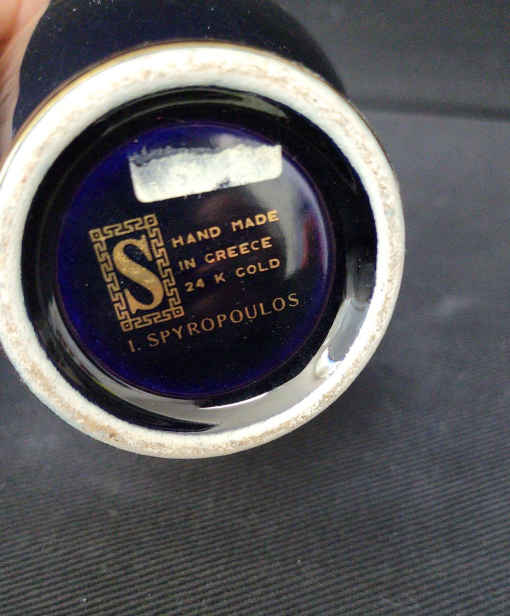 S
HAND MADE
IN GREECE
24 K GOLD
I. SPYROPOULOS